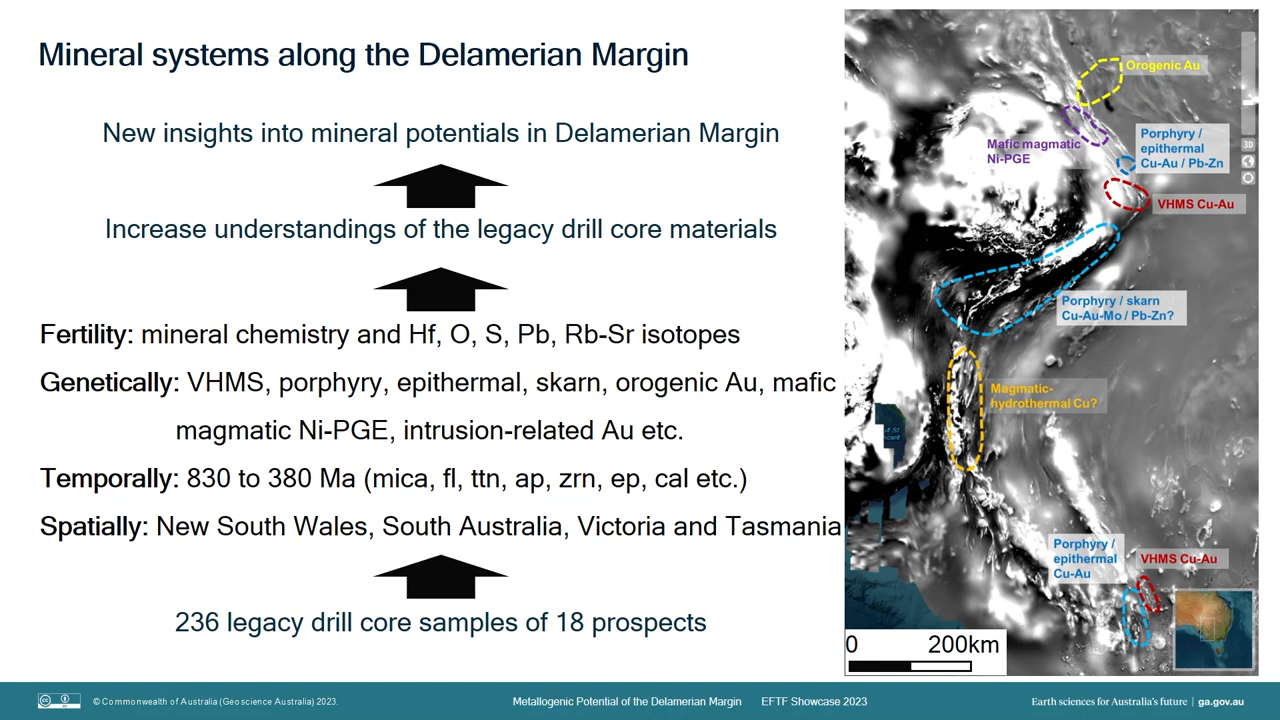 Mineral systems along the Delamerian Margin
New insights into mineral potentials in Delamerian Margin
Increase understandings of the legacy drill core materials
Fertility: mineral chemistry and Hf, O, S, Pb, Rb-Sr isotopes
Genetically: VHMS, porphyry, epithermal, skarn, orogenic Au, mafic
magmatic Ni-PGE, intrusion-related Au etc.
Temporally: 830 to 380 Ma (mica, fl, ttn, ap, zrn, ep, cal etc.)
Spatially: New South Wales, South Australia, Victoria and Tasmania
236 legacy drill core samples of 18 prospects
Orogenic Au
Mafic magmatic
Ni-PGE
Porphyry /
epithermal
Cu-Au / Pb-Zn
VHMS Cu-Au
Porphyry / skarn
Cu-Au-Mo / Pb-Zn?
Magmatic-
hydrothermal Cu?
Porphyry /
epithermal
Cu-Au
VHMS Cu-Au
3D
0 200km
© Commonwealth of Australia (Geoscience Australia) 2023.
Metallogenic Potential of the Delamerian Margin EFTF Showcase 2023
Earth sciences for Australia's future | ga.gov.au